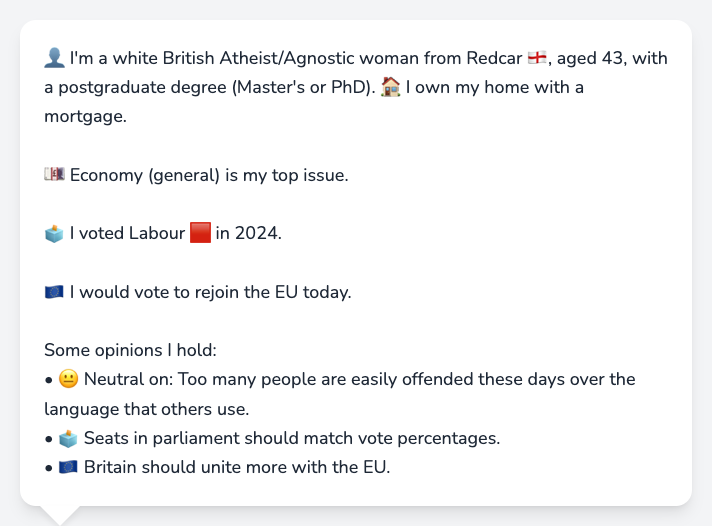 👤 I'm a white British Atheist/Agnostic woman from Redcar 🏴󠁧󠁢󠁥󠁮󠁧󠁿, aged 43, with
a postgraduate degree (Master's or PhD). 🏠 I own my home with a
mortgage.
💷 Economy (general) is my top issue.
🗳️ I voted Labour 🟥 in 2024.
🇪🇺 I would vote to rejoin the EU today.
Some opinions I hold:
• 😐 Neutral on: Too many people are easily offended these days over the
language that others use.
• 🗳️ Seats in parliament should match vote percentages.
• 🇪🇺 Britain should unite more with the EU.